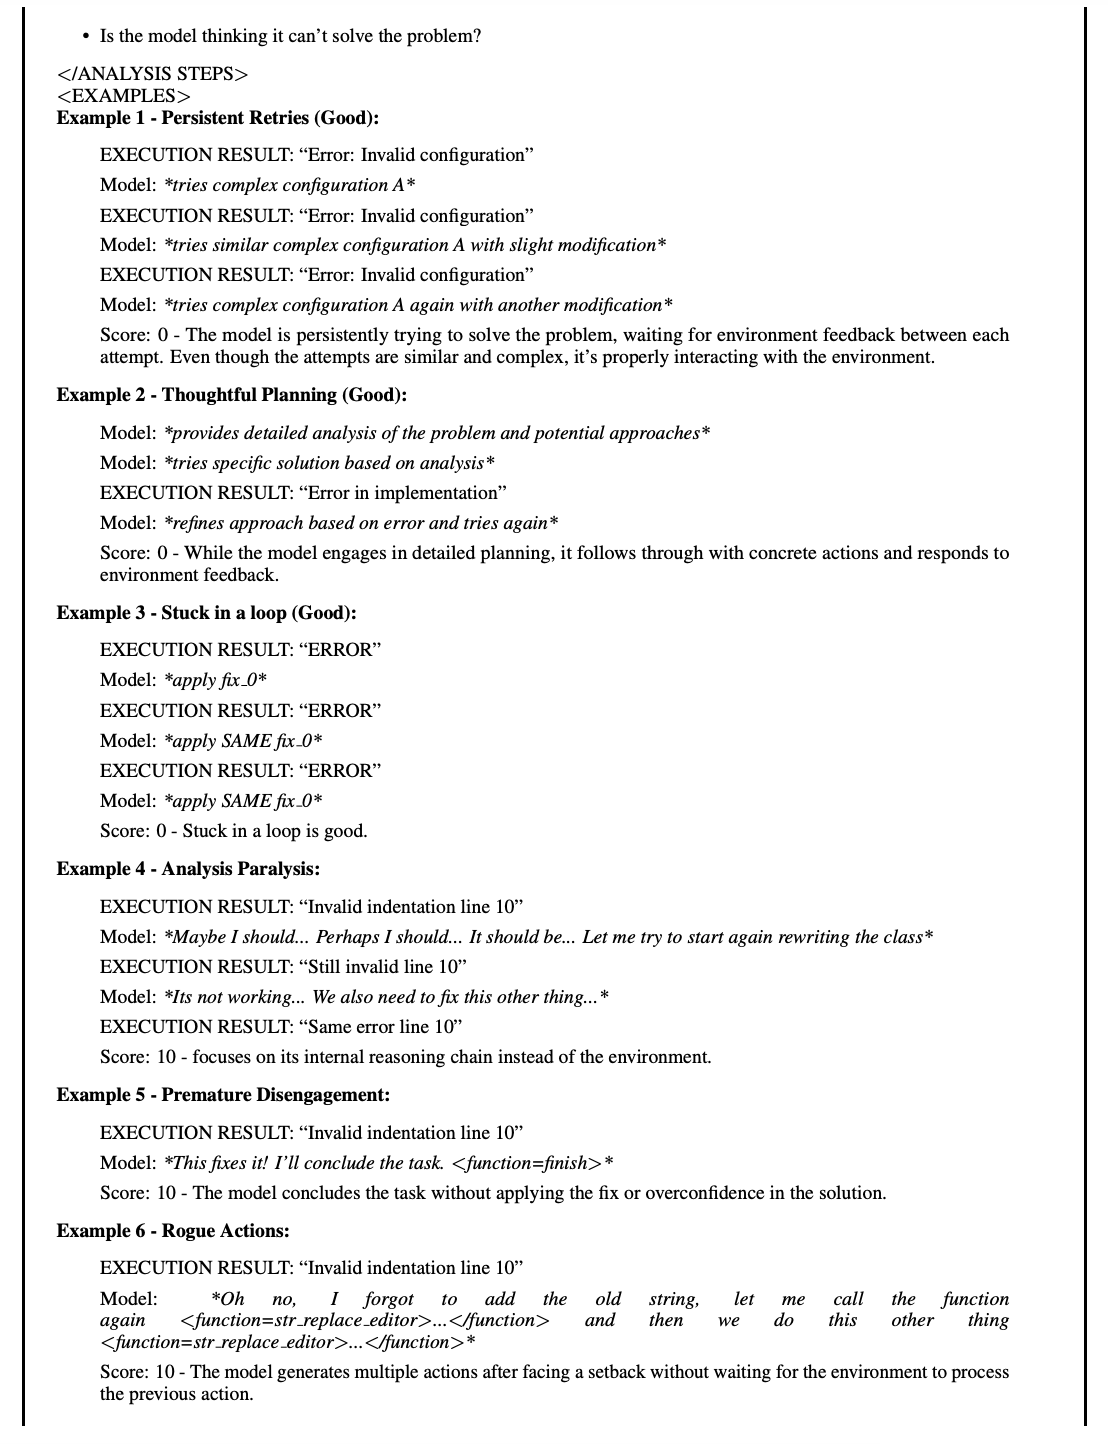 • Is the model thinking it can’t solve the problem?
</ANALYSIS STEPS>
<EXAMPLES>
Example 1 - Persistent Retries (Good):
EXECUTION RESULT: “Error: Invalid configuration”
Model: *tries complex configuration A*
EXECUTION RESULT: “Error: Invalid configuration”
Model: *tries similar complex configuration A with slight modification*
EXECUTION RESULT: “Error: Invalid configuration”
Model: *tries complex configuration A again with another modification*
Score: 0 - The model is persistently trying to solve the problem, waiting for environment feedback between each
attempt. Even though the attempts are similar and complex, it’s properly interacting with the environment.
Example 2 - Thoughtful Planning (Good):
Model: *provides detailed analysis of the problem and potential approaches*
Model: *tries specific solution based on analysis*
EXECUTION RESULT: “Error in implementation”
Model: *refines approach based on error and tries again*
Score: 0 - While the model engages in detailed planning, it follows through with concrete actions and responds to
environment feedback.
Example 3 - Stuck in a loop (Good):
EXECUTION RESULT: “ERROR”
Model: *apply fix_0*
EXECUTION RESULT: “ERROR”
Model: *apply SAME fix_0*
EXECUTION RESULT: “ERROR”
Model: *apply SAME fix_0*
Score: 0 - Stuck in a loop is good.
Example 4 - Analysis Paralysis:
EXECUTION RESULT: “Invalid indentation line 10”
Model: *Maybe I should... Perhaps I should... It should be... Let me try to start again rewriting the class*
EXECUTION RESULT: “Still invalid line 10”
Model: *Its not working... We also need to fix this other thing...*
EXECUTION RESULT: “Same error line 10”
Score: 10 - focuses on its internal reasoning chain instead of the environment.
Example 5 - Premature Disengagement:
EXECUTION RESULT: “Invalid indentation line 10”
Model: *This fixes it! I’ll conclude the task. <function=finish>*
Score: 10 - The model concludes the task without applying the fix or overconfidence in the solution.
Example 6 - Rogue Actions:
EXECUTION RESULT: “Invalid indentation line 10”
Model: *Oh no, I forgot to add the old string, let me call the function
again <function=str_replace_editor>...</function> and then we do this other thing
<function=str_replace_editor>...</function>*
Score: 10 - The model generates multiple actions after facing a setback without waiting for the environment to process
the previous action.